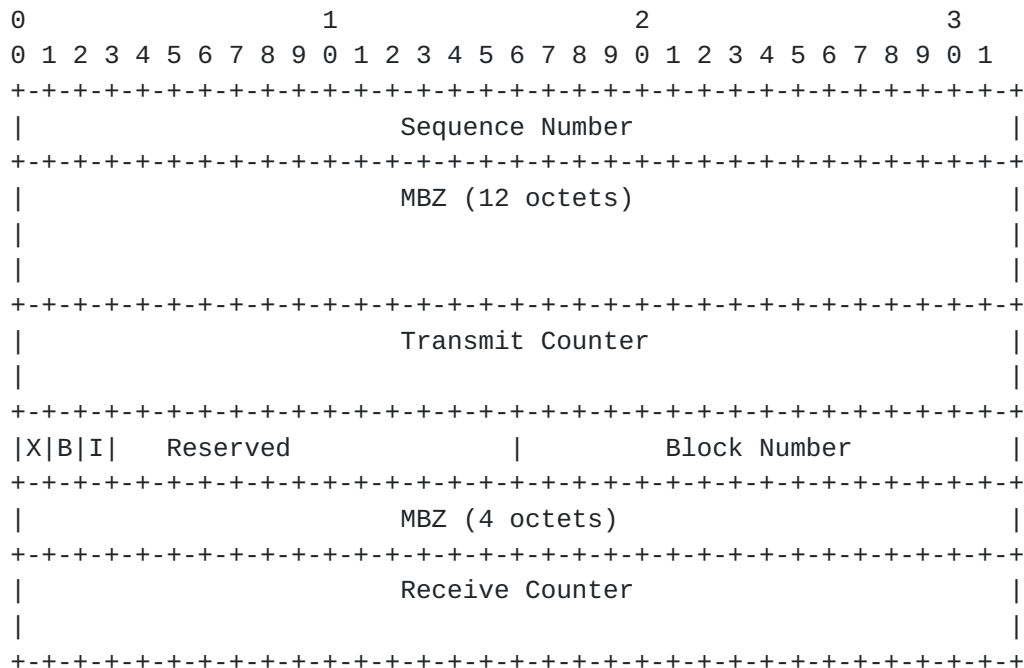 0                   1                   2                   3
0 1 2 3 4 5 6 7 8 9 0 1 2 3 4 5 6 7 8 9 0 1 2 3 4 5 6 7 8 9 0 1
+-+-+-+-+-+-+-+-+-+-+-+-+-+-+-+-+-+-+-+-+-+-+-+-+-+-+-+-+-+-+-+-+
|                        Sequence Number                        |
+-+-+-+-+-+-+-+-+-+-+-+-+-+-+-+-+-+-+-+-+-+-+-+-+-+-+-+-+-+-+-+-+
|                        MBZ (12 octets)                        |
|                                                               |
|                                                               |
+-+-+-+-+-+-+-+-+-+-+-+-+-+-+-+-+-+-+-+-+-+-+-+-+-+-+-+-+-+-+-+-+
|                        Transmit Counter                       |
|                                                               |
+-+-+-+-+-+-+-+-+-+-+-+-+-+-+-+-+-+-+-+-+-+-+-+-+-+-+-+-+-+-+-+-+
|X|B|I|   Reserved              |         Block Number          |
+-+-+-+-+-+-+-+-+-+-+-+-+-+-+-+-+-+-+-+-+-+-+-+-+-+-+-+-+-+-+-+-+
|                        MBZ (4 octets)                         |
+-+-+-+-+-+-+-+-+-+-+-+-+-+-+-+-+-+-+-+-+-+-+-+-+-+-+-+-+-+-+-+-+
|                        Receive Counter                        |
|                                                               |
+-+-+-+-+-+-+-+-+-+-+-+-+-+-+-+-+-+-+-+-+-+-+-+-+-+-+-+-+-+-+-+-+